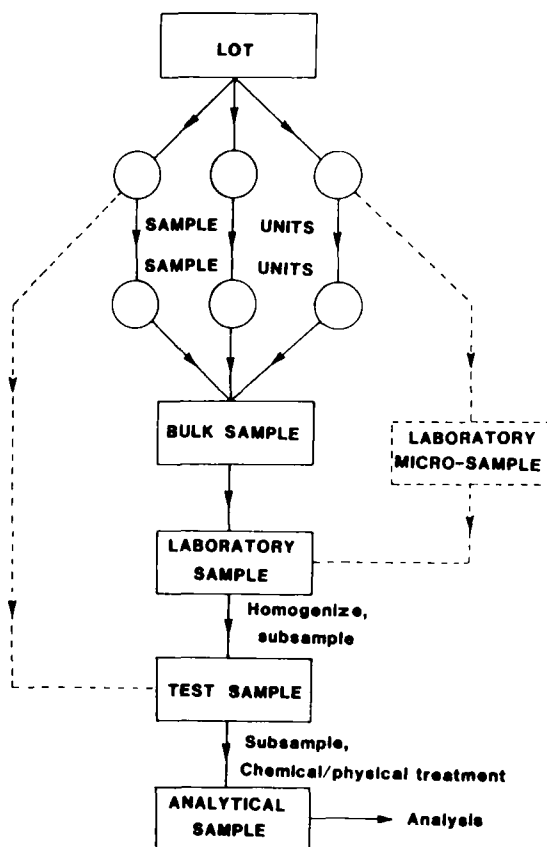 LOT
SAMPLE UNITS
SAMPLE UNITS
BULK SAMPLE
LABORATORY
MICRO-SAMPLE
LABORATORY
SAMPLE
Homogenize,
subsample
TEST SAMPLE
Subsample,
Chemical/physical treatment
ANALYTICAL
SAMPLE
Analysis